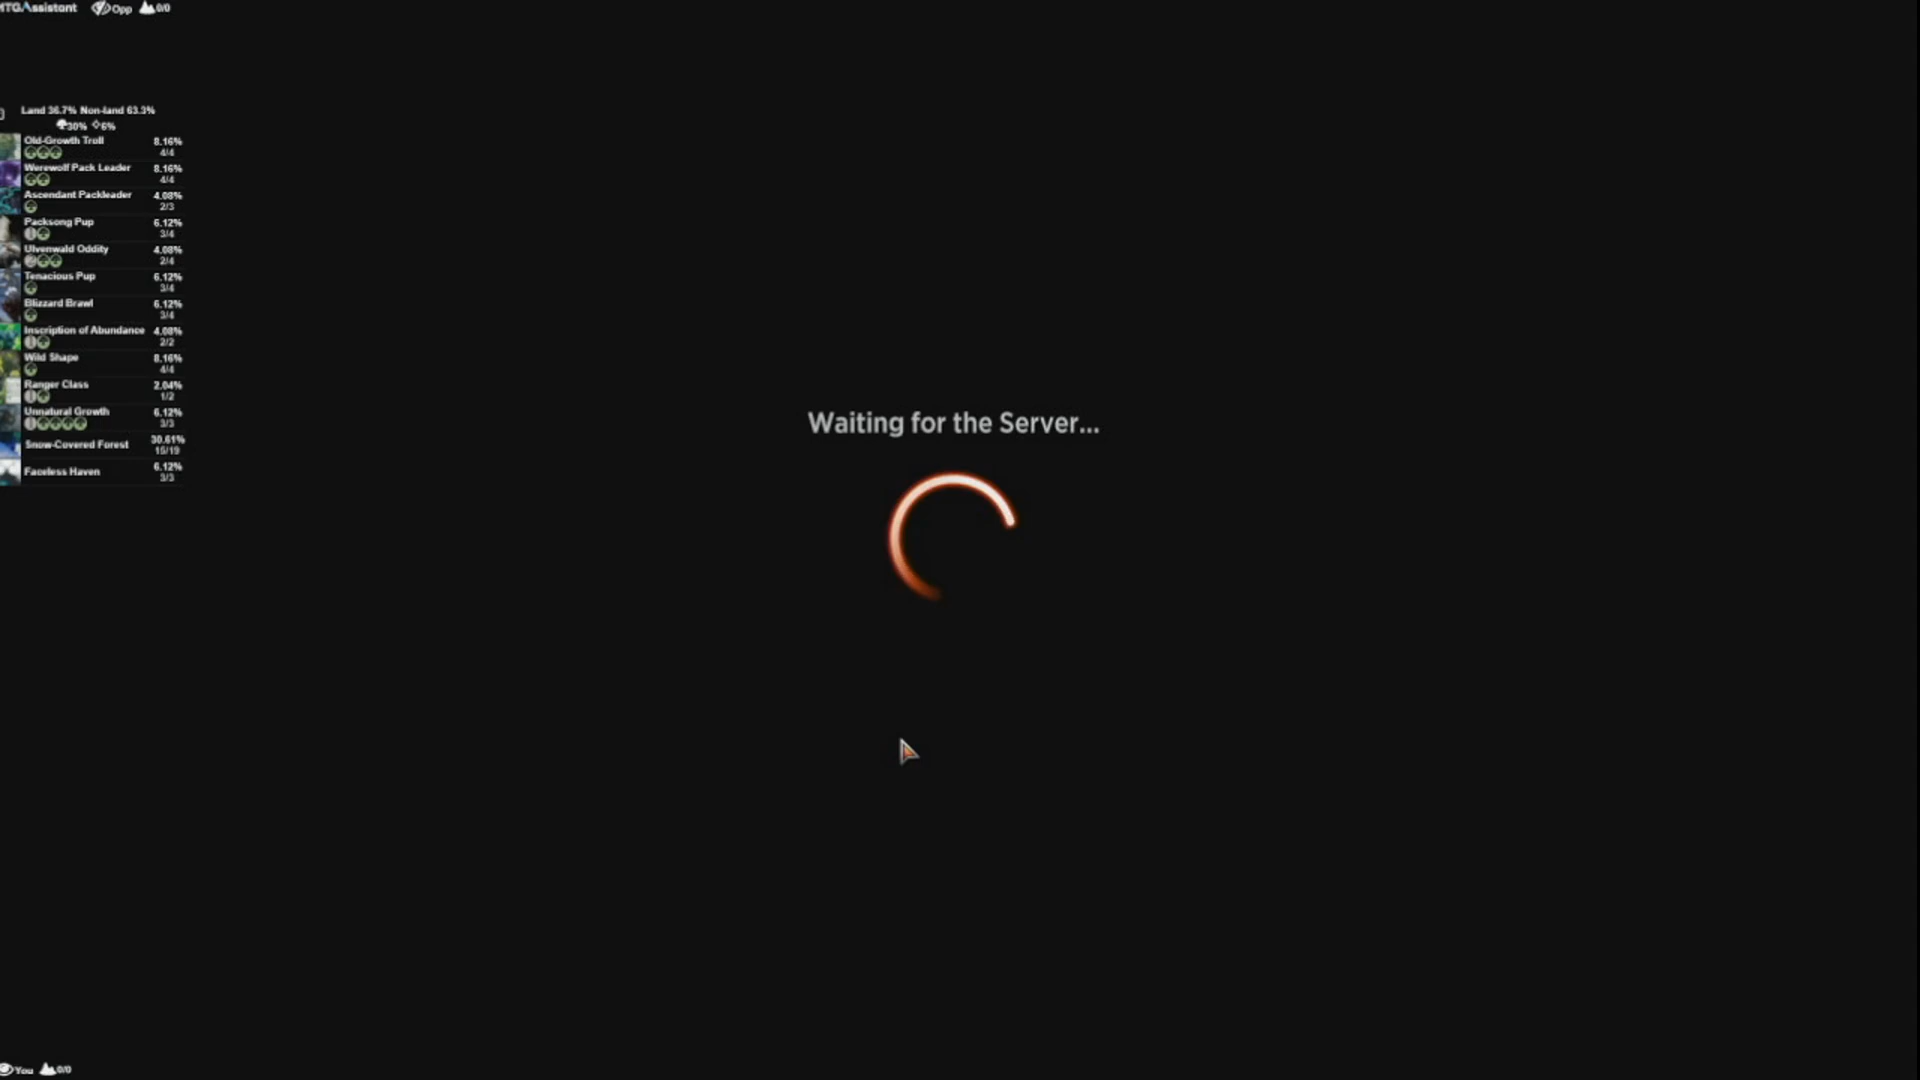 MTGAssistant Opp 0/0
Land 36.7% Non-land 63.3%
30% 6%
Old-Growth Troll 8.16%
4/4
Werewolf Pack Leader 8.16%
4/4
Ascendant Packleader 4.08%
2/3
Packsong Pup 6.12%
3/4
Ulvenwald Oddity 4.08%
2/4
Tenacious Pup 6.12%
3/4
Blizzard Brawl 6.12%
3/4
Inscription of Abundance 4.08%
2/2
Wild Shape 8.16%
4/4
Ranger Class 2.04%
1/2
Unnatural Growth 6.12%
3/3
Snow-Covered Forest 30.61%
15/19
Faceless Haven 6.12%
3/3
Waiting for the Server...
You 0/0